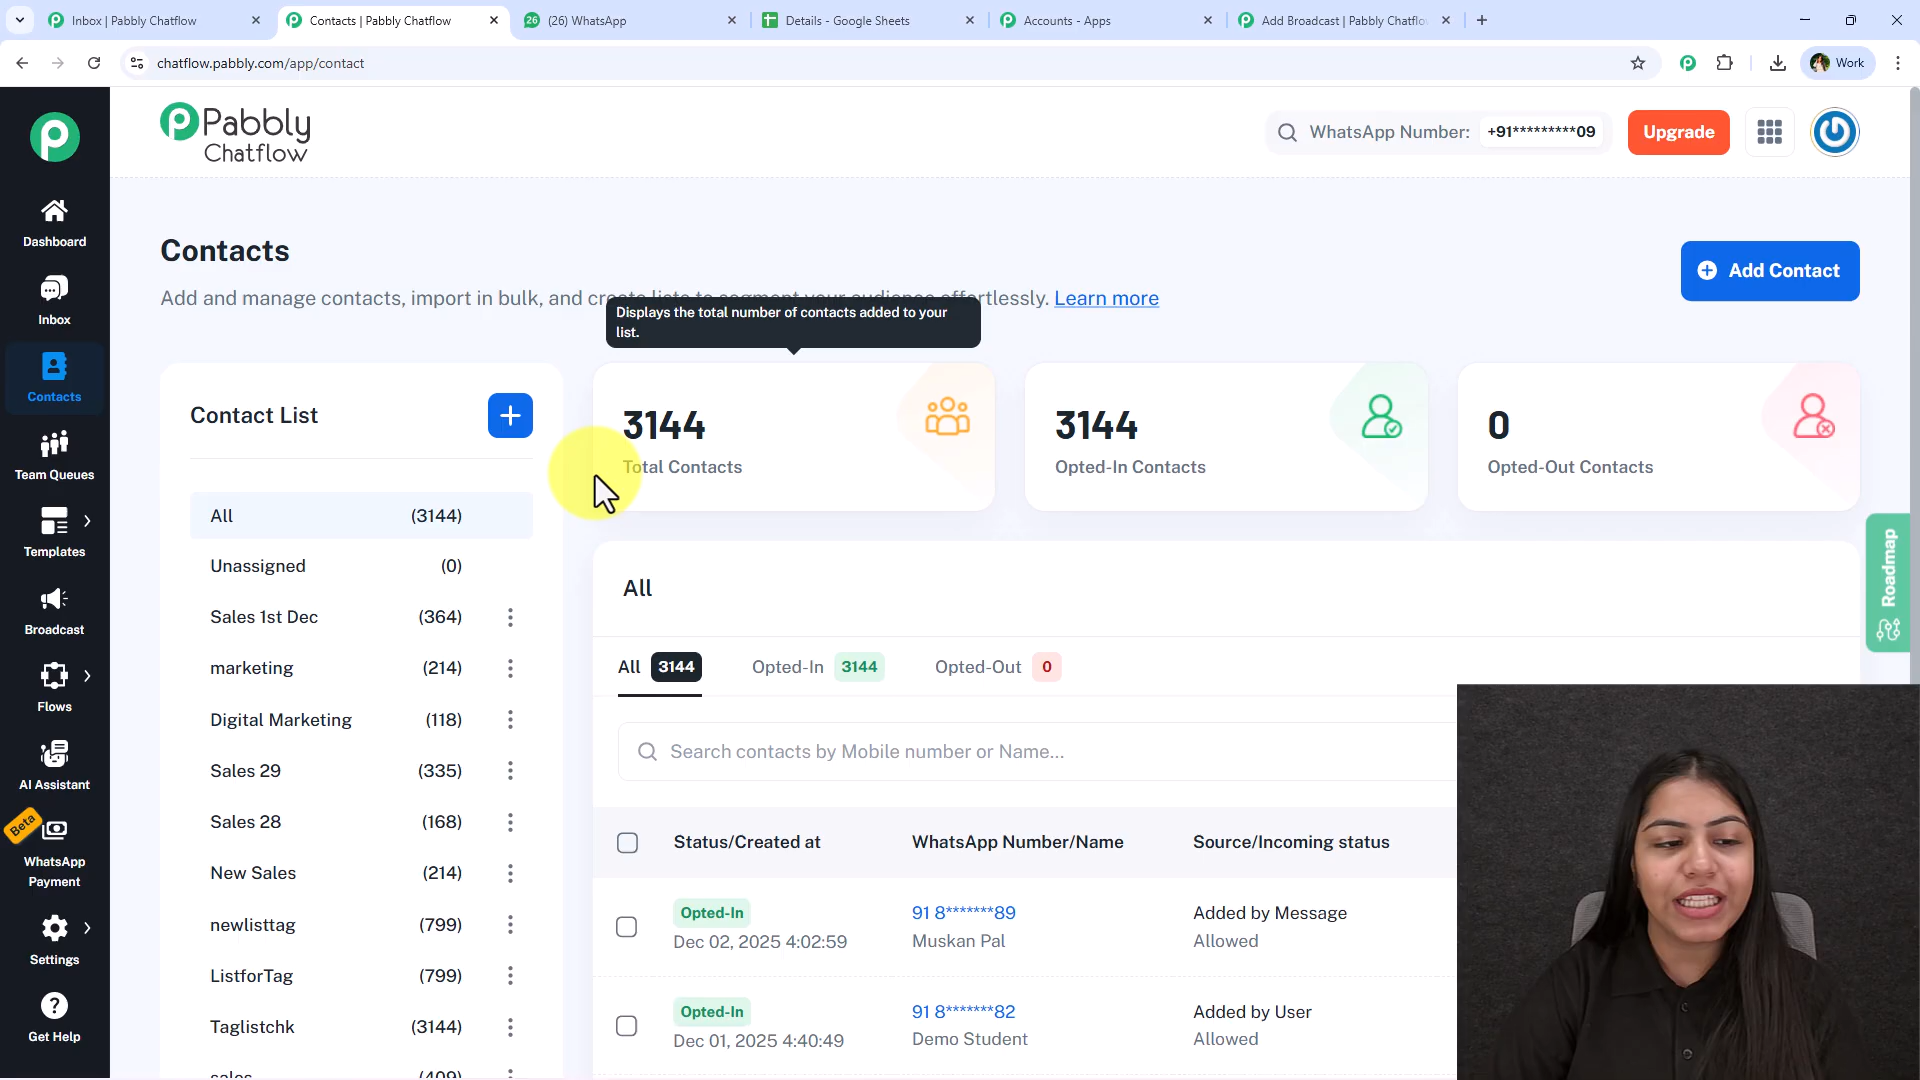 Inbox | Pabbly Chatflow
Contacts | Pabbly Chatflow
26
(26) WhatsApp
Details - Google Sheets
Accounts - Apps
Add Broadcast | Pabbly Chatflo
chatflow.pabbly.com/app/contact
Work
Pabbly
Chatflow
WhatsApp Number:
+91*********09
Upgrade
Dashboard
Inbox
Contacts
Team Queues
Templates
Broadcast
Flows
AI Assistant
Beta
WhatsApp
Payment
Settings
Get Help
Contacts
Add and manage contacts, import in bulk, and create lists to segment your audience effortlessly. Learn more
Add Contact
Displays the total number of contacts added to your
list.
Contact List
3144
Total Contacts
3144
Opted-In Contacts
0
Opted-Out Contacts
All (3144)
Unassigned (0)
Sales 1st Dec (364)
marketing (214)
Digital Marketing (118)
Sales 29 (335)
Sales 28 (168)
New Sales (214)
newlisttag (799)
ListforTag (799)
Taglistchk (3144)
sales (409)
All
All 3144
Opted-In 3144
Opted-Out 0
Search contacts by Mobile number or Name...
Status/Created at
WhatsApp Number/Name
Source/Incoming status
Opted-In
91 8*******89
Added by Message
Dec 02, 2025 4:02:59
Muskan Pal
Allowed
Opted-In
91 8*******82
Added by User
Dec 01, 2025 4:40:49
Demo Student
Allowed
Roadmap